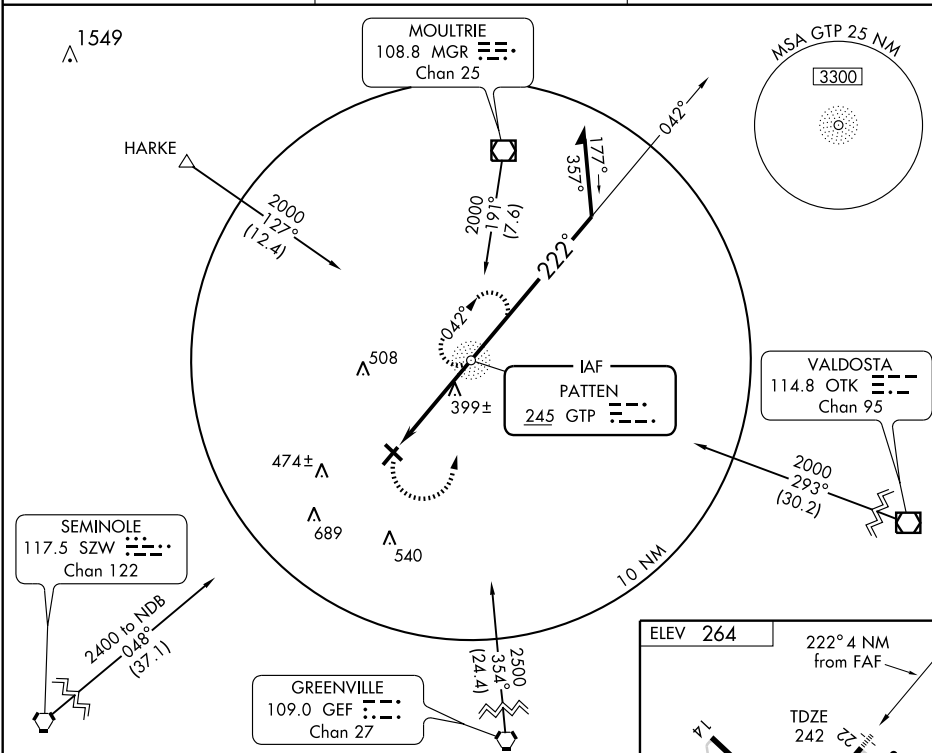 1549
MOULTRIE
108.8 MGR
Chan 25
MSA GTP 25 NM
3300
HARKE
2000
127°
(12.4)
2000
191°
(7.6)
177°
357°
042°
222°
042°
508
399±
IAF
PATTEN
245 GTP
VALDOSTA
114.8 OTK
Chan 95
2000
293°
(30.2)
474±
689
540
10 NM
SEMINOLE
117.5 SZW
Chan 122
2400 to NDB
048°
(37.1)
2500
354°
(24.4)
GREENVILLE
109.0 GEF
Chan 27
ELEV 264
222° 4 NM
from FAF
TDZE
242
22
14